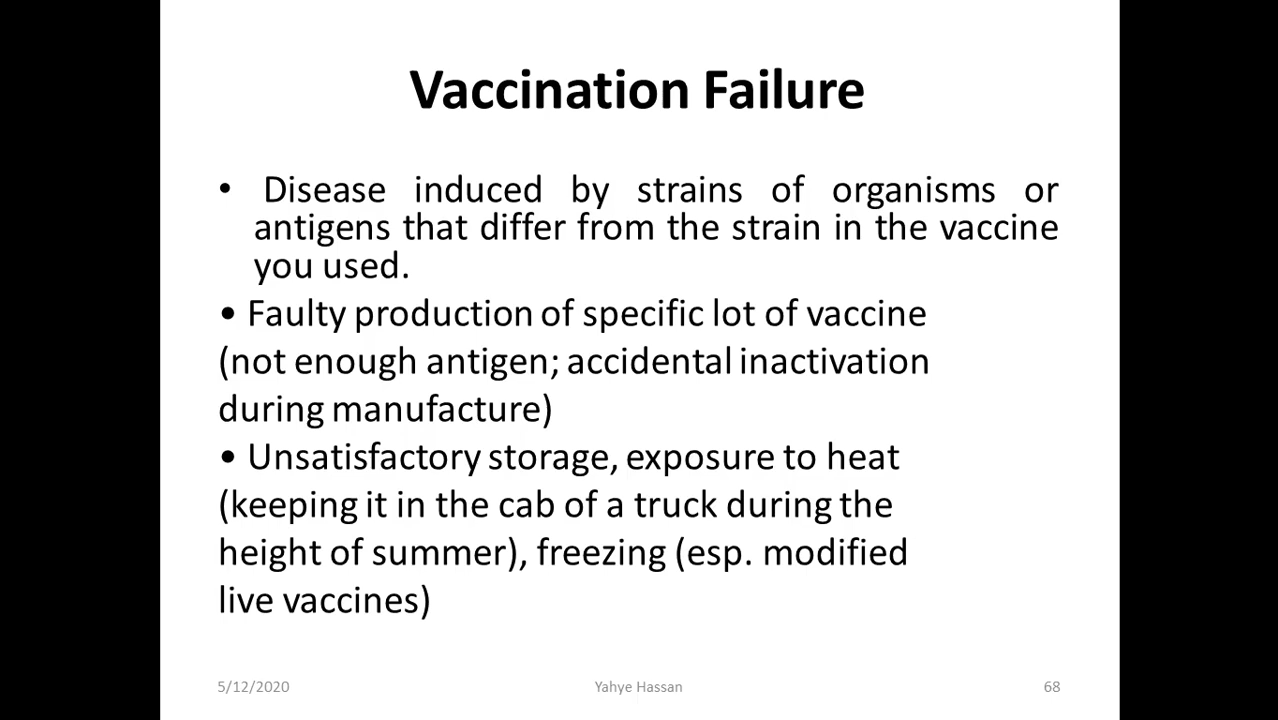 Vaccination Failure
• Disease induced by strains of organisms or
antigens that differ from the strain in the vaccine
you used.
• Faulty production of specific lot of vaccine
(not enough antigen; accidental inactivation
during manufacture)
• Unsatisfactory storage, exposure to heat
(keeping it in the cab of a truck during the
height of summer), freezing (esp. modified
live vaccines)
5/12/2020 Yahye Hassan 68